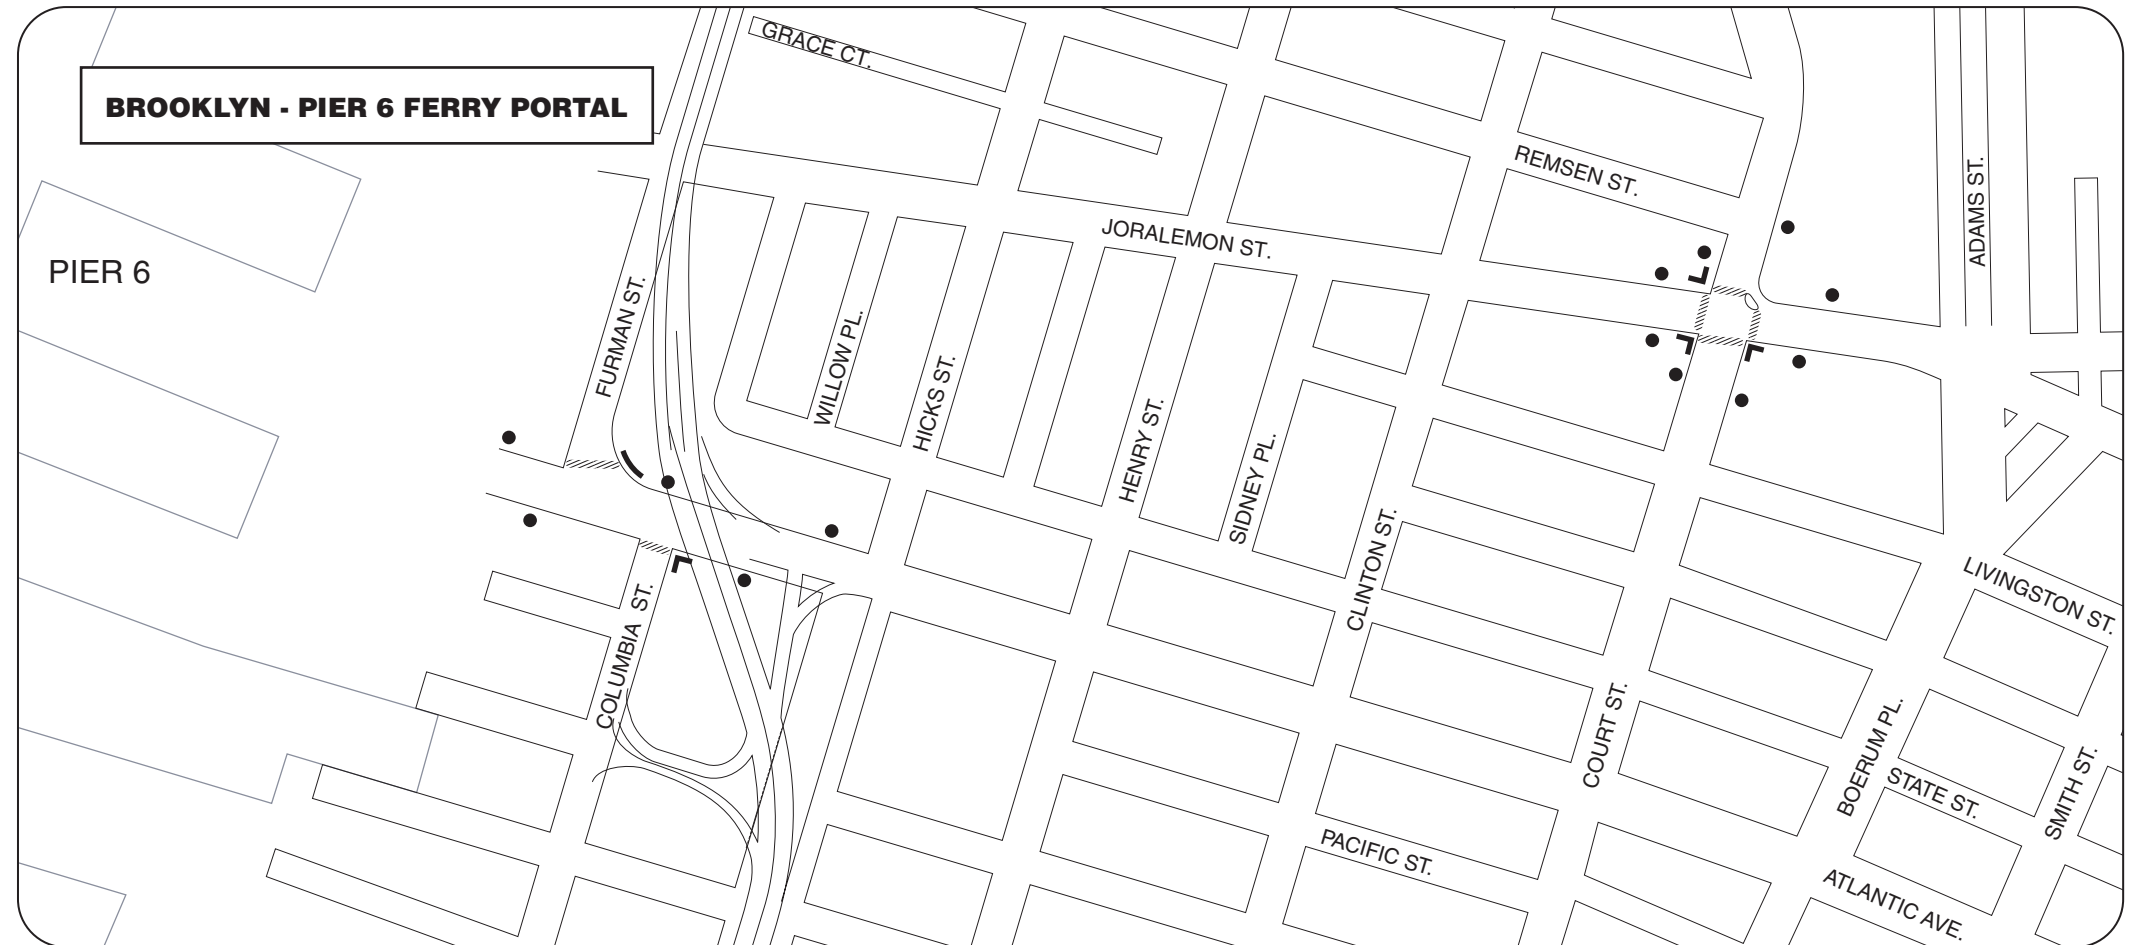 GRACE CT.
BROOKLYN - PIER 6 FERRY PORTAL
REMSEN ST.
ADAMS ST.
JORALEMON ST.
PIER 6
FURMAN ST.
WILLOW PL.
HICKS ST.
HENRY ST.
SIDNEY PL.
CLINTON ST.
LIVINGSTON ST.
COLUMBIA ST.
COURT ST.
BOERUM PL.
STATE ST.
SMITH ST.
PACIFIC ST.
ATLANTIC AVE.